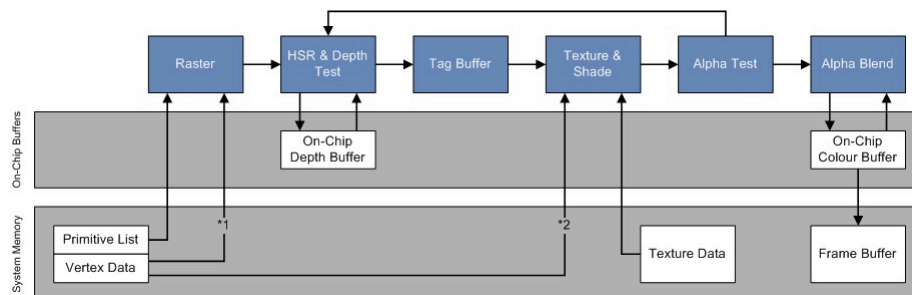 Raster
HSR & Depth
Test
Tag Buffer
Texture &
Shade
Alpha Test
Alpha Blend
On-Chip Buffers
On-Chip
Depth Buffer
On-Chip
Colour Buffer
System Memory
*1
*2
Primitive List
Vertex Data
Texture Data
Frame Buffer